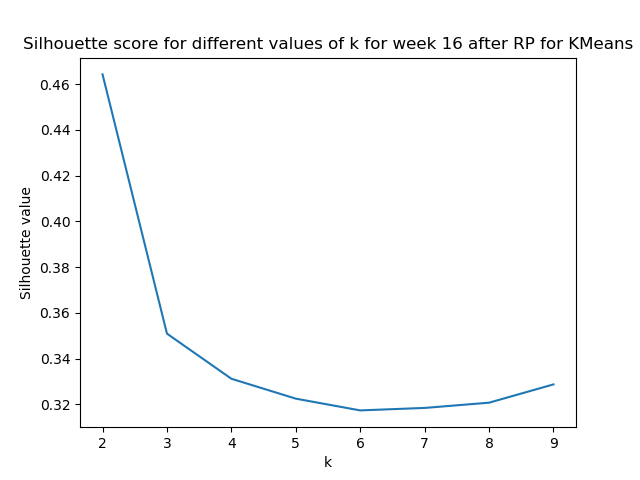 Silhouette score for different values of k for week 16 after RP for KMeans
Silhouette value
0.46
0.44
0.42
0.40
0.38
0.36
0.34
0.32
2 3 4 5 6 7 8 9
k